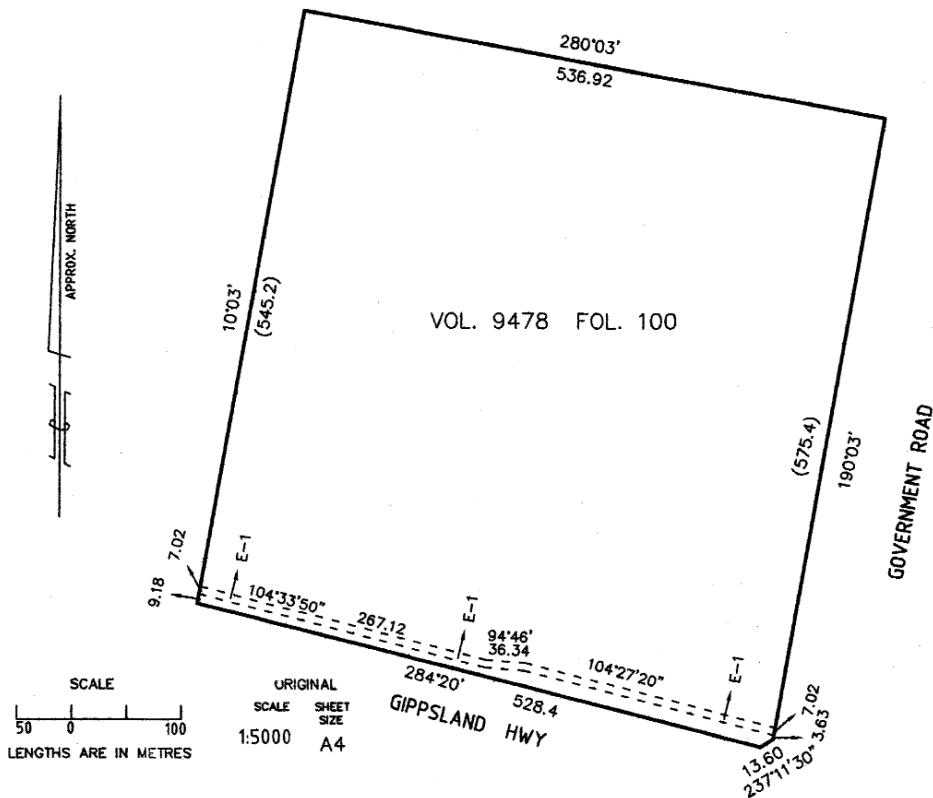 280°03'
536.92
APPROX. NORTH
10°03'
(545.2)
VOL. 9478 FOL. 100
(575.4)
190°03'
GOVERNMENT ROAD
7.02
9.18
E-1
104°33'50"
267.12
E-1
94°46'
36.34
104°27'20"
E-1
7.02
3.63
284°20'
528.4
GIPPSLAND HWY
13.60
237°11'30"
SCALE
50 0 100
LENGTHS ARE IN METRES
ORIGINAL
SCALE SHEET SIZE
1:5000 A4